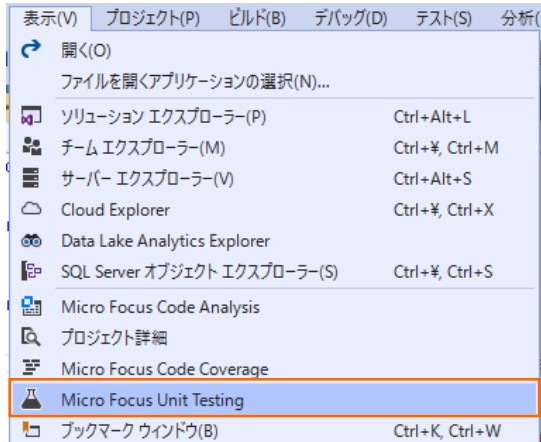 表示(V) プロジェクト(P) ビルド(B) デバッグ(D) テスト(S) 分析(
開く(O)
ファイルを開くアプリケーションの選択(N)...
ソリューション エクスプローラー(P) Ctrl+Alt+L
チーム エクスプローラー(M) Ctrl+¥, Ctrl+M
サーバー エクスプローラー(V) Ctrl+Alt+S
Cloud Explorer Ctrl+¥, Ctrl+X
Data Lake Analytics Explorer
SQL Server オブジェクト エクスプローラー(S) Ctrl+¥, Ctrl+S
Micro Focus Code Analysis
プロジェクト詳細
Micro Focus Code Coverage
Micro Focus Unit Testing
ブックマーク ウィンドウ(B) Ctrl+K, Ctrl+W